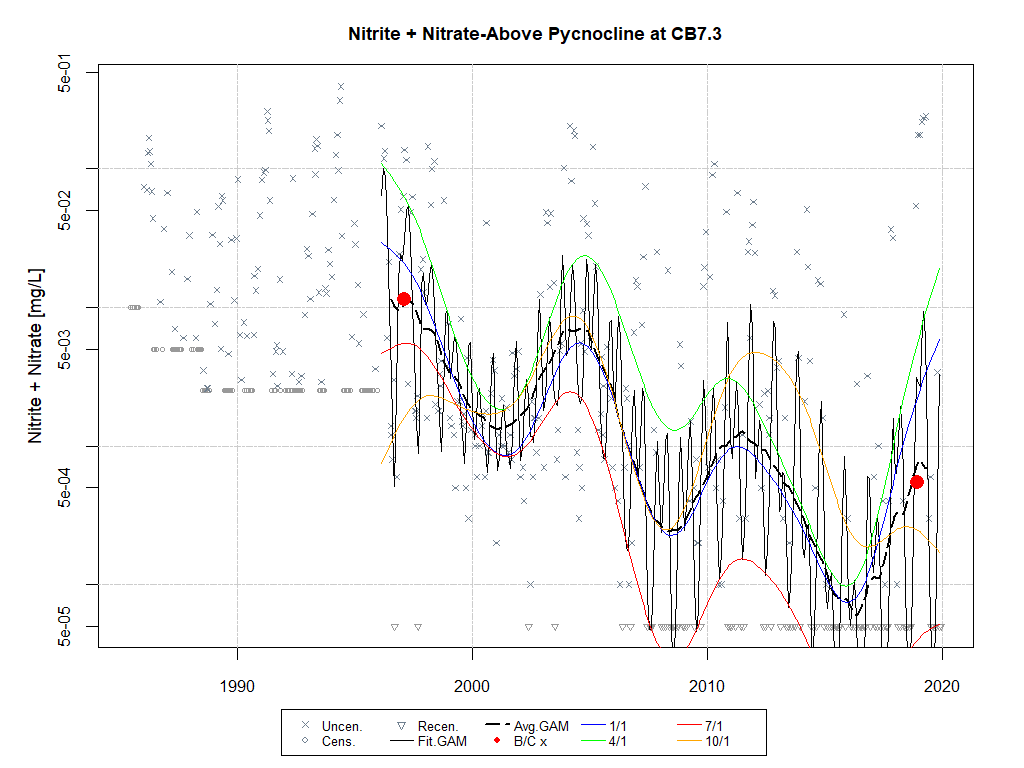 Nitrite + Nitrate-Above Pycnocline at CB7.3
Nitrite + Nitrate [mg/L]
5e-01
5e-02
5e-03
5e-04
5e-05
1990 2000 2010 2020
Uncen. Recen. Avg.GAM 1/1 7/1
Cens. Fit.GAM B/C x 4/1 10/1